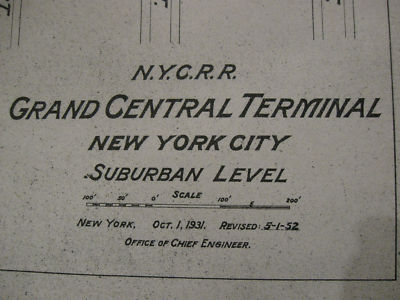 N.Y.C.R.R.
GRAND CENTRAL TERMINAL
NEW YORK CITY
SUBURBAN LEVEL
SCALE
100' 50' 0' 100' 200'
NEW YORK, OCT. 1, 1931. REVISED: 5-1-52
OFFICE OF CHIEF ENGINEER.